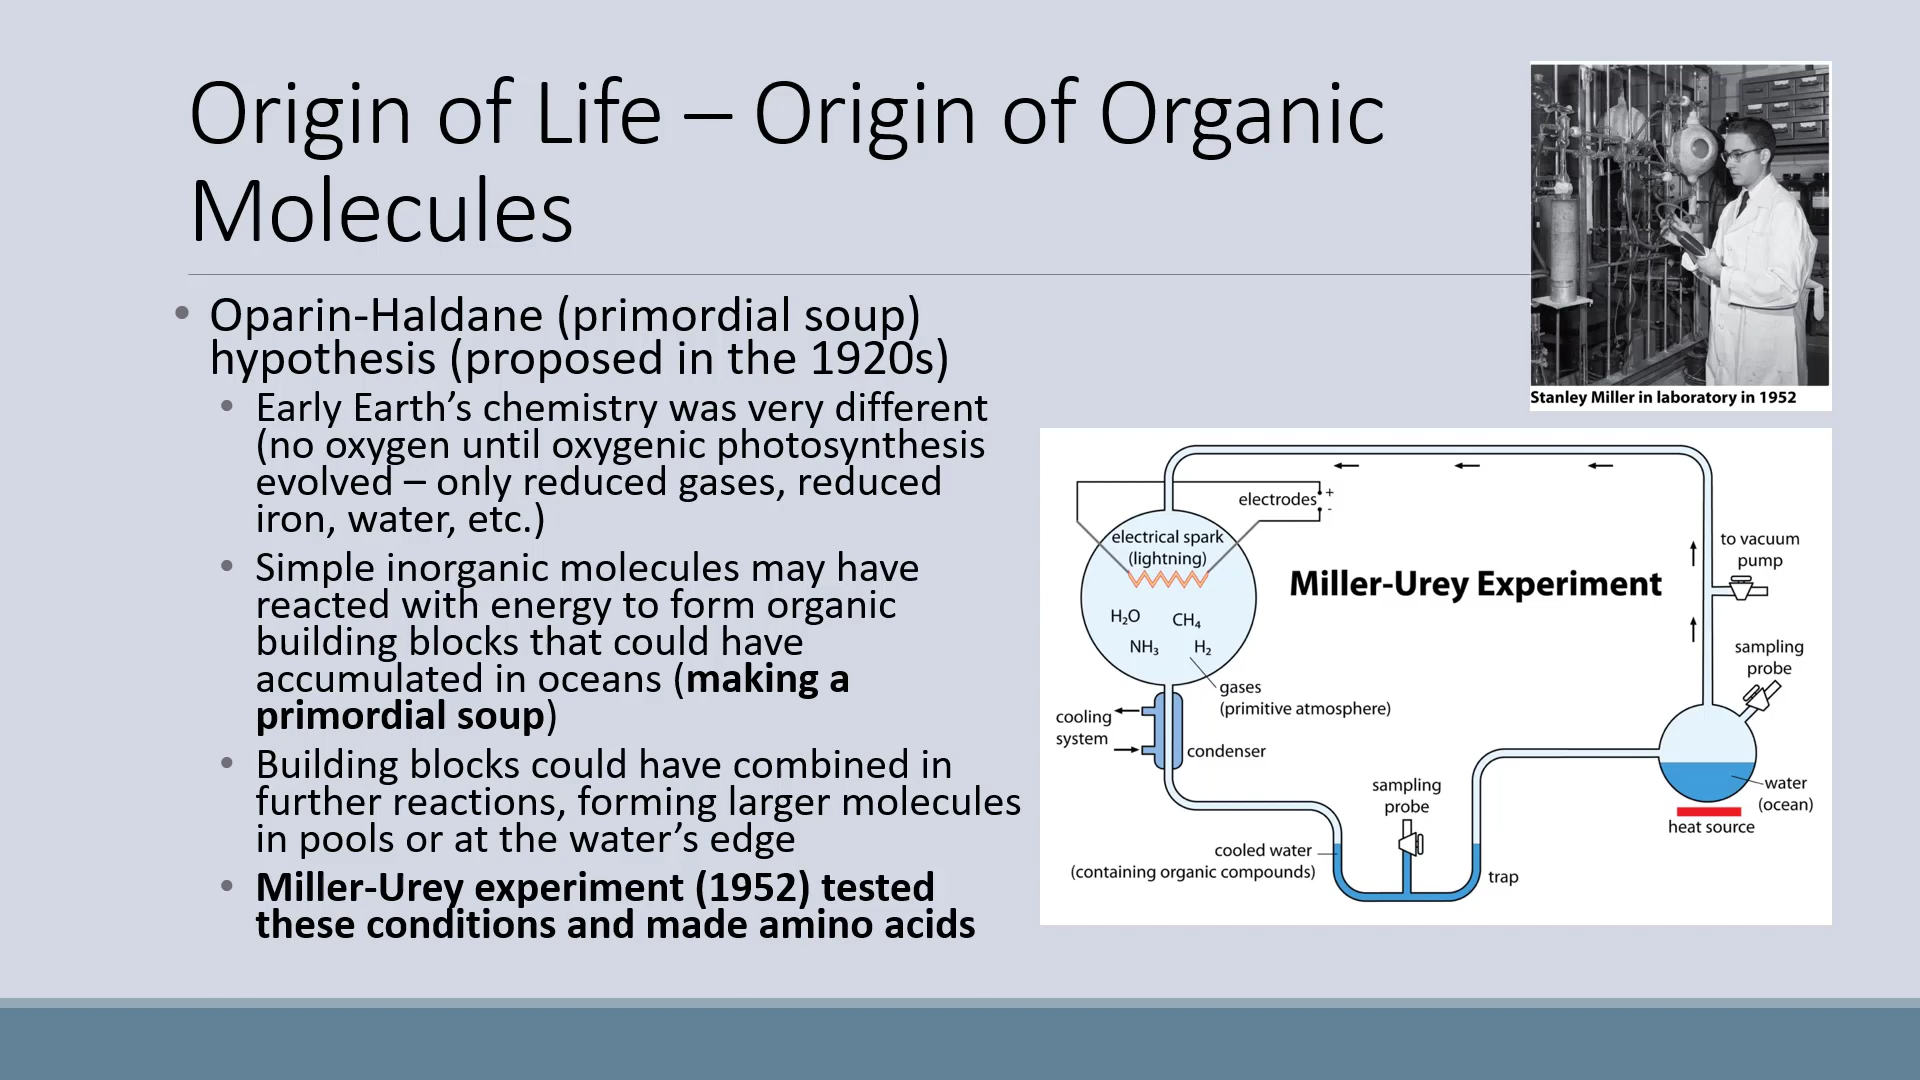 Origin of Life – Origin of Organic
Molecules
• Oparin-Haldane (primordial soup)
hypothesis (proposed in the 1920s)
• Early Earth’s chemistry was very different
(no oxygen until oxygenic photosynthesis
evolved – only reduced gases, reduced
iron, water, etc.)
• Simple inorganic molecules may have
reacted with energy to form organic
building blocks that could have
accumulated in oceans (making a
primordial soup)
• Building blocks could have combined in
further reactions, forming larger molecules
in pools or at the water’s edge
• Miller-Urey experiment (1952) tested
these conditions and made amino acids
Stanley Miller in laboratory in 1952
electrodes
+
-
electrical spark
(lightning)
H₂O
CH₄
NH₃
H₂
gases
(primitive atmosphere)
cooling
system
condenser
Miller-Urey Experiment
to vacuum
pump
sampling
probe
water
(ocean)
heat source
sampling
probe
cooled water
(containing organic compounds)
trap